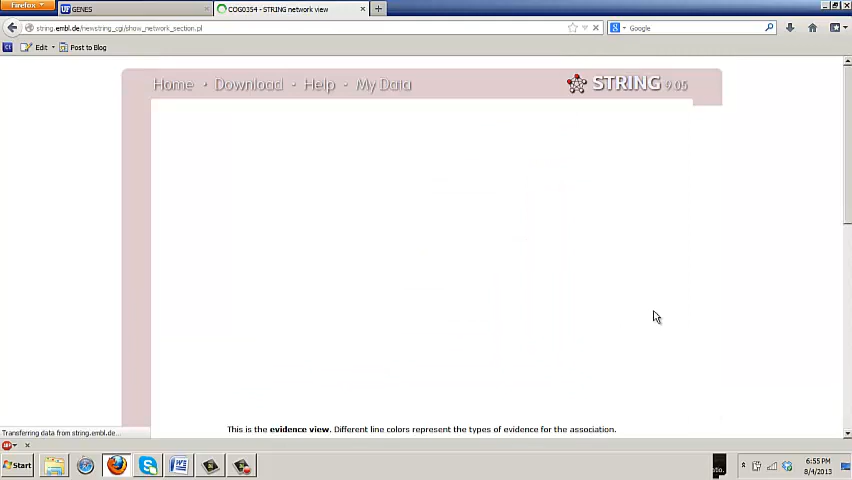 Firefox
GENES
COG0354 - STRING network view
string.embl.de/newstring_cgi/show_network_section.pl
Google
Edit
Post to Blog
Home • Download • Help • My Data
STRING 9.05
This is the evidence view. Different line colors represent the types of evidence for the association.
Transferring data from string.embl.de...
Start
6:55 PM
8/4/2013